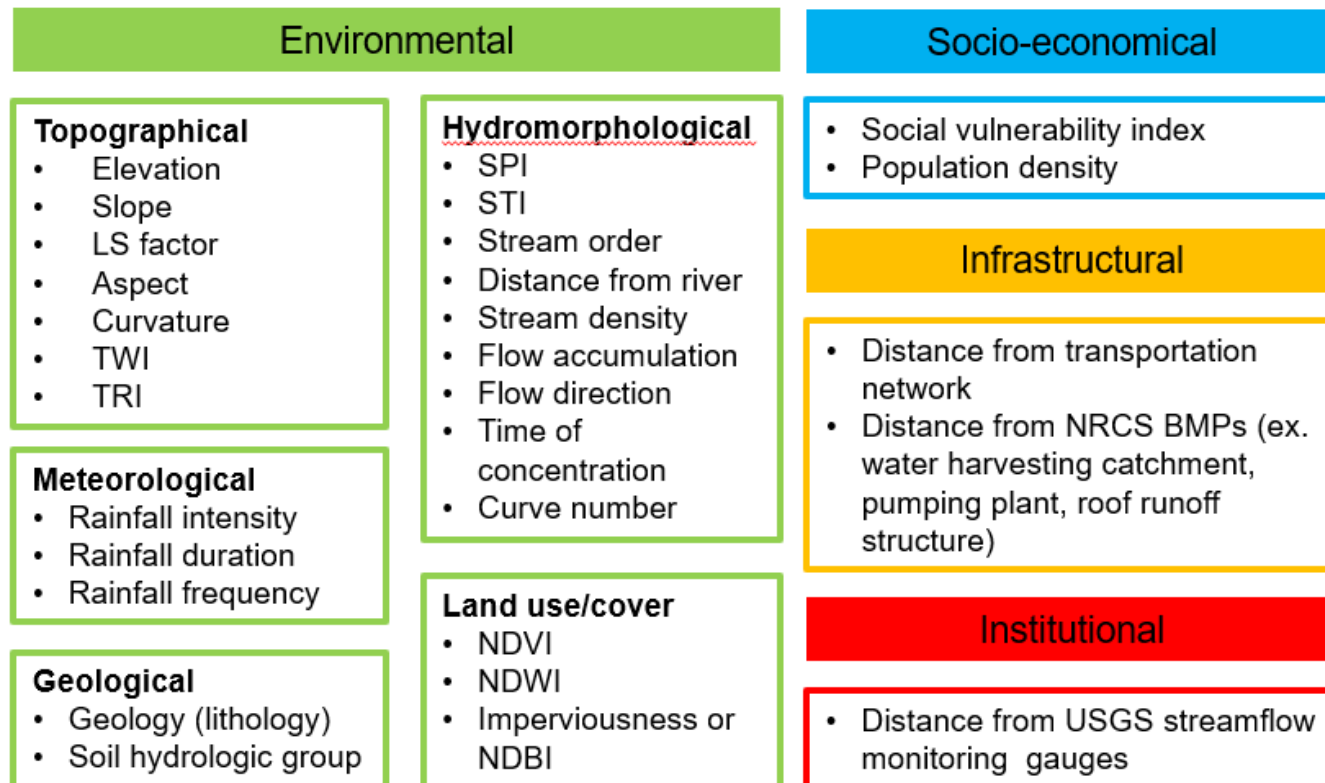 Environmental
Topographical
• Elevation
• Slope
• LS factor
• Aspect
• Curvature
• TWI
• TRI
Meteorological
• Rainfall intensity
• Rainfall duration
• Rainfall frequency
Geological
• Geology (lithology)
• Soil hydrologic group
Hydromorphological
• SPI
• STI
• Stream order
• Distance from river
• Stream density
• Flow accumulation
• Flow direction
• Time of
concentration
• Curve number
Land use/cover
• NDVI
• NDWI
• Imperviousness or
NDBI
Socio-economical
• Social vulnerability index
• Population density
Infrastructural
• Distance from transportation
network
• Distance from NRCS BMPs (ex.
water harvesting catchment,
pumping plant, roof runoff
structure)
Institutional
• Distance from USGS streamflow
monitoring gauges